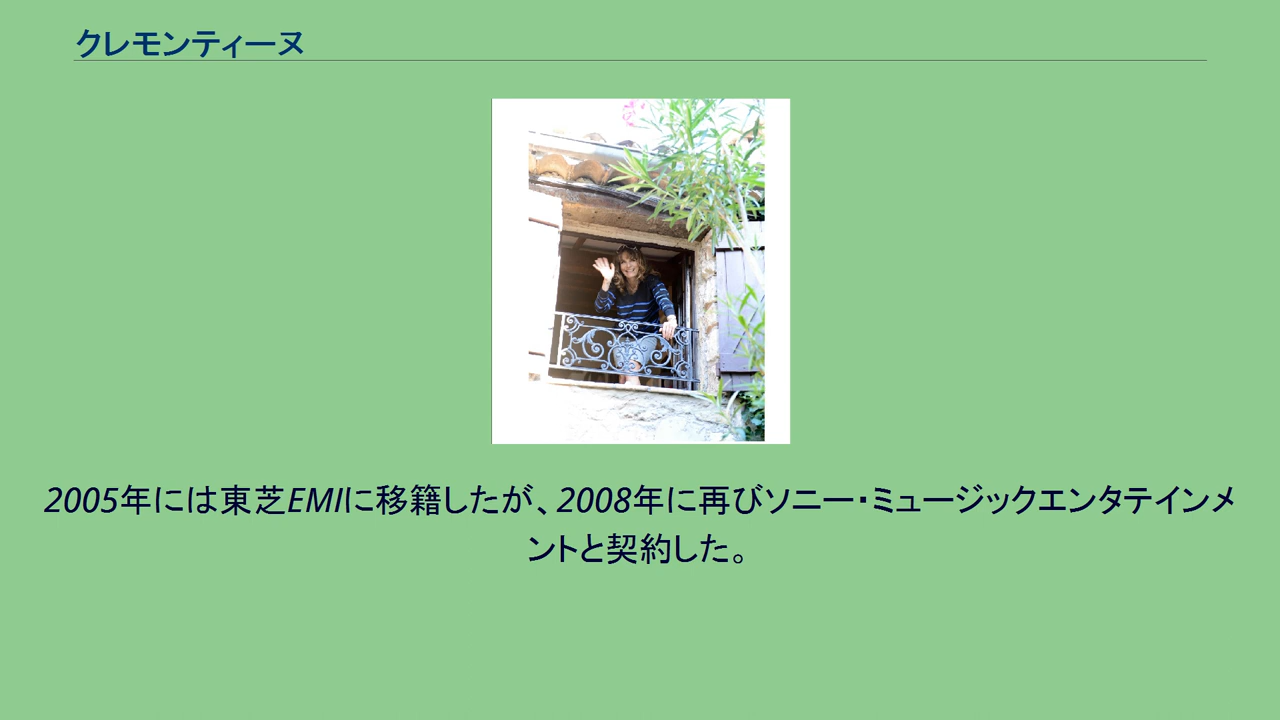 クレモンティーヌ
2005年には東芝EMIに移籍したが、2008年に再びソニー・ミュージックエンタテインメ
ントと契約した。